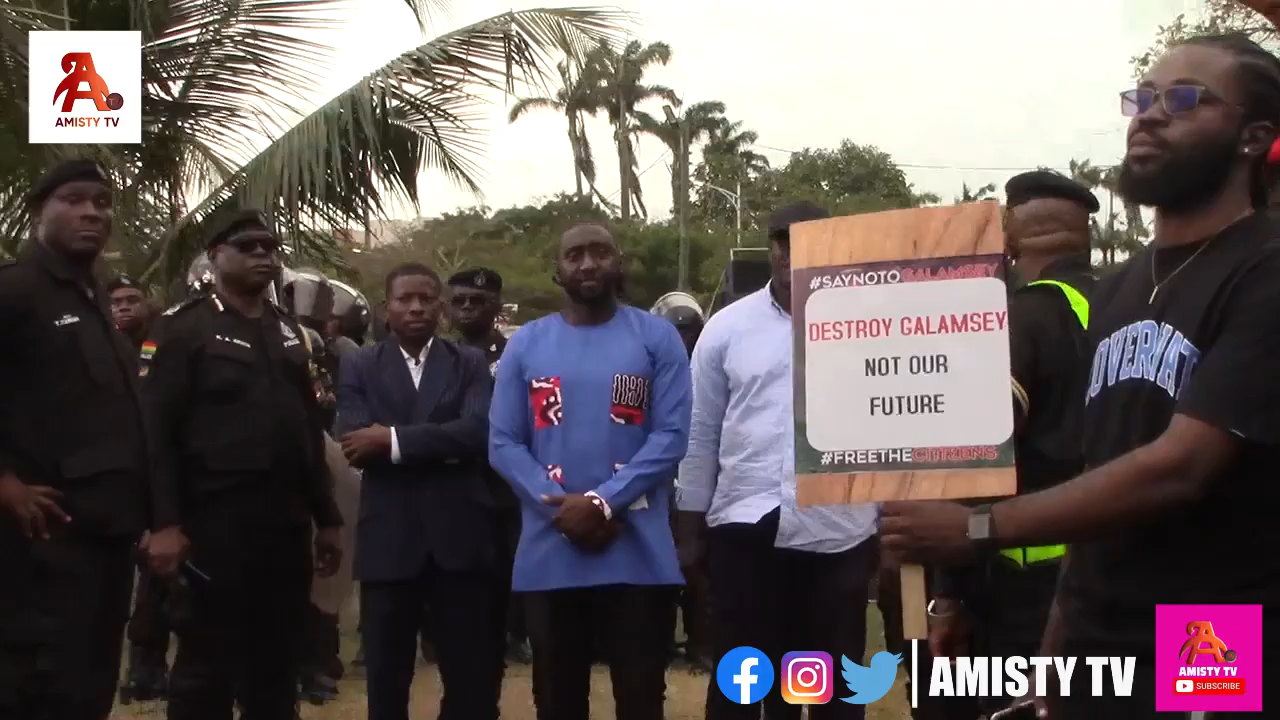 AMISTY TV
#SAYNOTOGALAMSEY
DESTROY GALAMSEY
NOT OUR
FUTURE
#FREETHECITIZENS
AMISTY TV
AMISTY TV
SUBSCRIBE